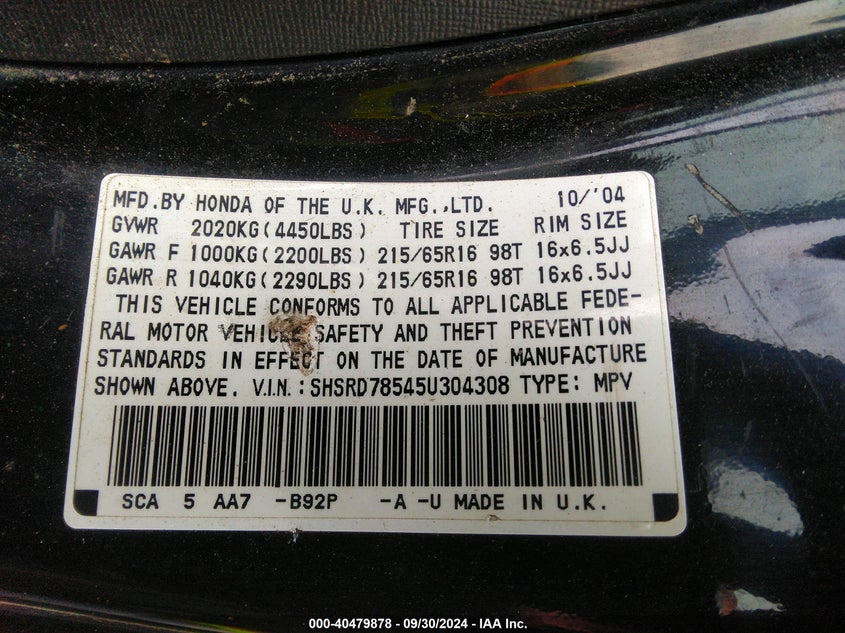 MFD.BY HONDA OF THE U.K. MFG.,LTD. 10/'04
GVWR 2020KG(4450LBS) TIRE SIZE RIM SIZE
GAWR F 1000KG(2200LBS) 215/65R16 98T 16x6.5JJ
GAWR R 1040KG(2290LBS) 215/65R16 98T 16x6.5JJ
THIS VEHICLE CONFORMS TO ALL APPLICABLE FEDE-
RAL MOTOR VEHICLE SAFETY AND THEFT PREVENTION
STANDARDS IN EFFECT ON THE DATE OF MANUFACTURE
SHOWN ABOVE. V.I.N.:SHSRD78545U304308 TYPE: MPV
SCA 5 AA7 -B92P -A -U MADE IN U.K.
000-40479878 - 09/30/2024 - IAA Inc.